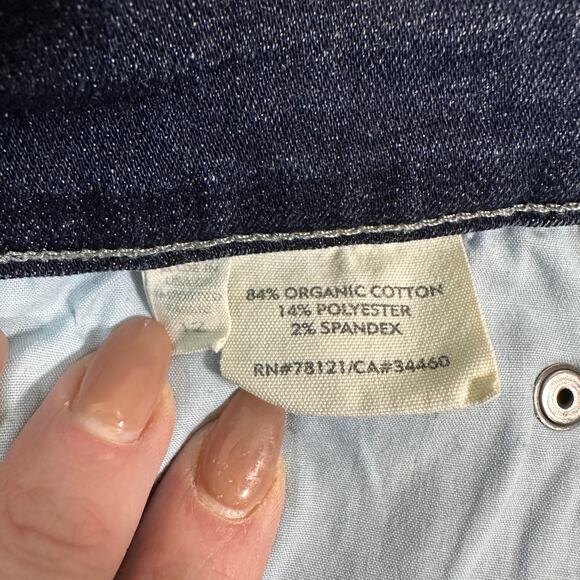 84% ORGANIC COTTON
14% POLYESTER
2% SPANDEX
RN#78121/CA#34460